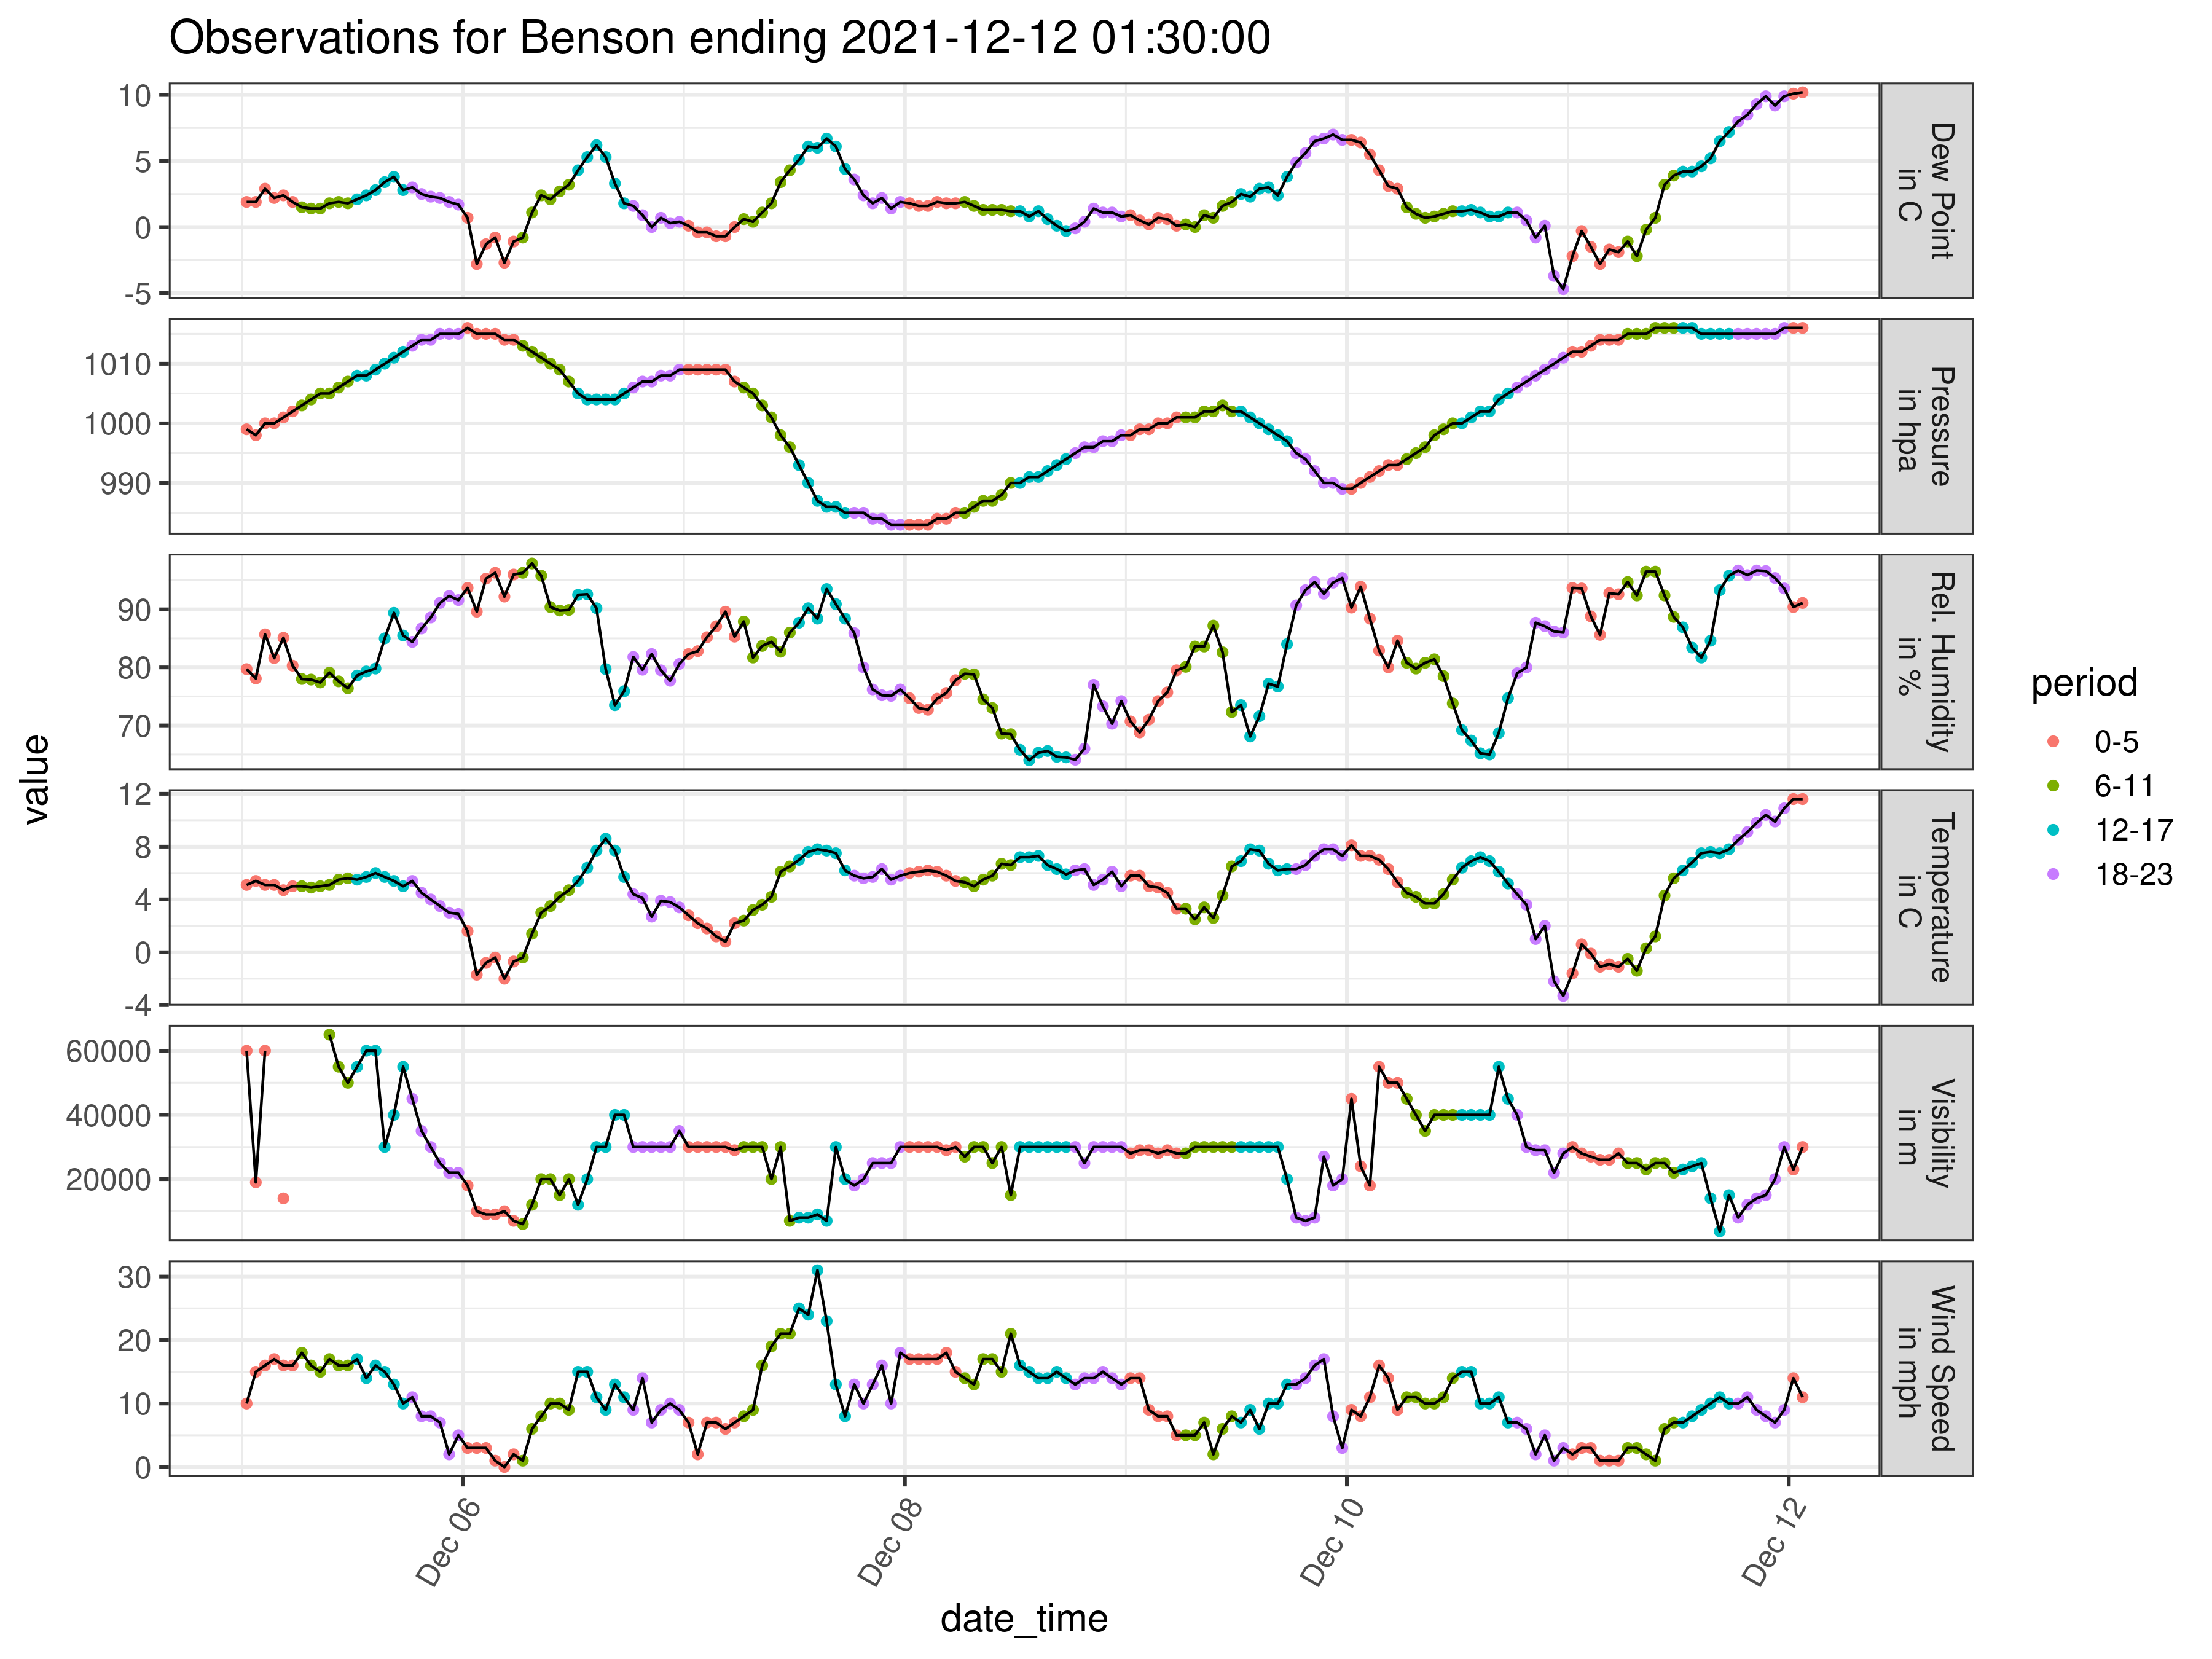 Observations for Benson ending 2021-12-12 01:30:00
10
5
0
-5
Dew Point
in C
1010
1000
990
Pressure
in hpa
90
80
70
Rel. Humidity
in %
12
8
4
0
-4
Temperature
in C
60000
40000
20000
Visibility
in m
30
20
10
0
Wind Speed
in mph
value
Dec 06
Dec 08
Dec 10
Dec 12
date_time
period
0-5
6-11
12-17
18-23